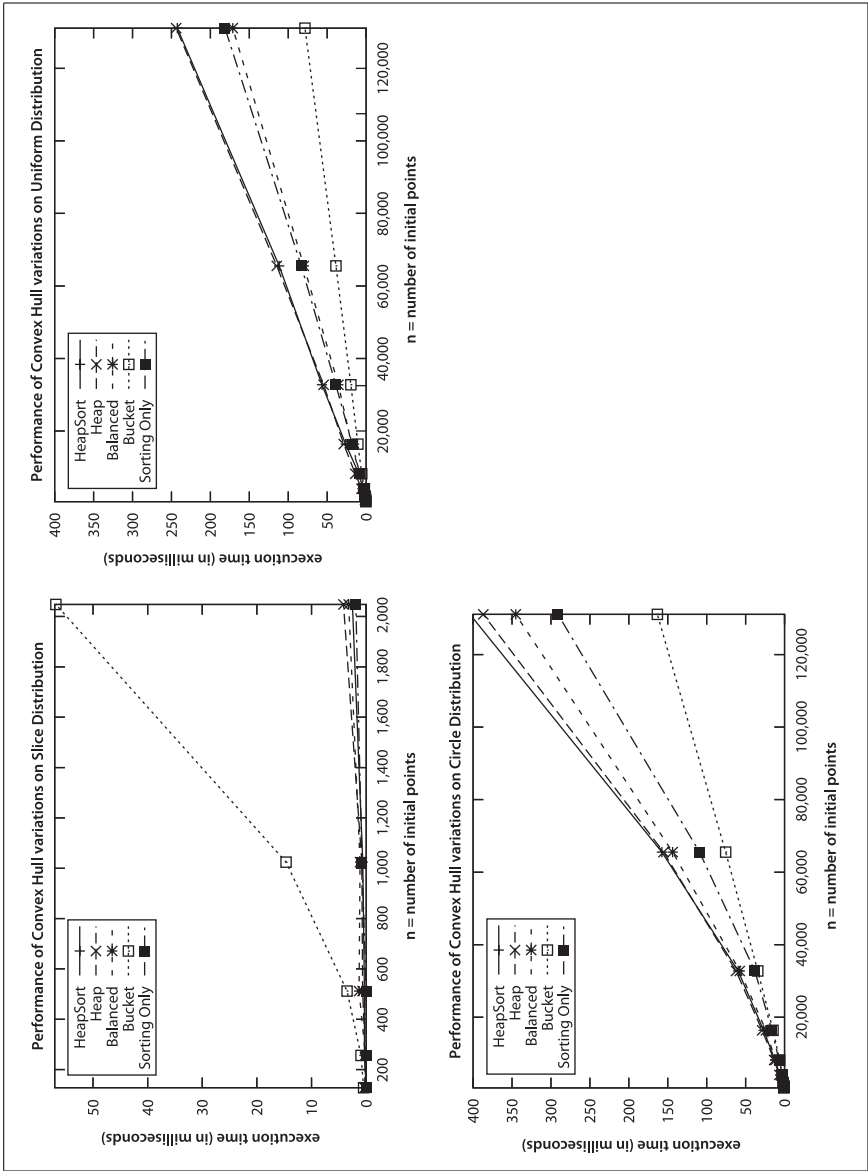 Performance of Convex Hull variations on Slice Distribution
HeapSort
Heap
Balanced
Bucket
Sorting Only
execution time (in milliseconds)
50
40
30
20
10
0
200
400
600
800
1,000
1,200
1,400
1,600
1,800
2,000
n = number of initial points
Performance of Convex Hull variations on Uniform Distribution
HeapSort
Heap
Balanced
Bucket
Sorting Only
execution time (in milliseconds)
400
350
300
250
200
150
100
50
0
20,000
40,000
60,000
80,000
100,000
120,000
n = number of initial points
Performance of Convex Hull variations on Circle Distribution
HeapSort
Heap
Balanced
Bucket
Sorting Only
execution time (in milliseconds)
400
350
300
250
200
150
100
50
0
20,000
40,000
60,000
80,000
100,000
120,000
n = number of initial points